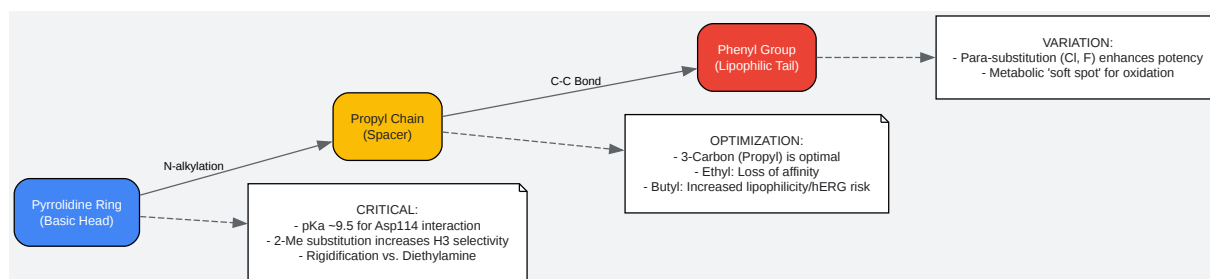 Phenyl Group
(Lipophilic Tail)
VARIATION:
- Para-substitution (Cl, F) enhances potency
- Metabolic 'soft spot' for oxidation
C-C Bond
Propyl Chain
(Spacer)
OPTIMIZATION:
- 3-Carbon (Propyl) is optimal
- Ethyl: Loss of affinity
- Butyl: Increased lipophilicity/hERG risk
N-alkylation
Pyrrolidine Ring
(Basic Head)
CRITICAL:
- pKa ~9.5 for Asp114 interaction
- 2-Me substitution increases H3 selectivity
- Rigidification vs. Diethylamine